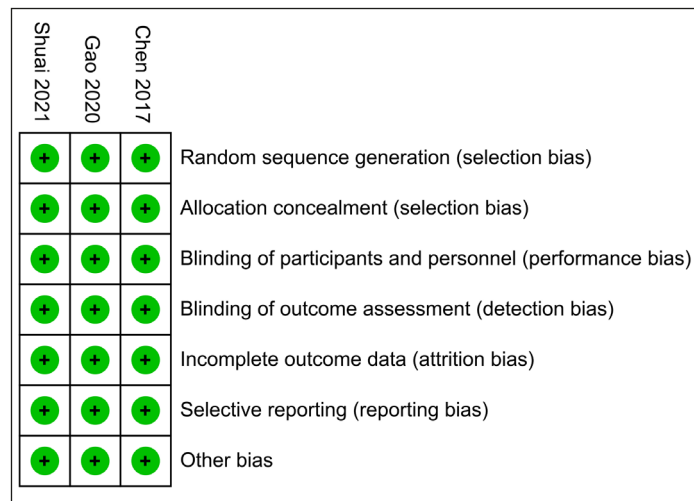 Shuai 2021
Gao 2020
Chen 2017
+ + + Random sequence generation (selection bias)
+ + + Allocation concealment (selection bias)
+ + + Blinding of participants and personnel (performance bias)
+ + + Blinding of outcome assessment (detection bias)
+ + + Incomplete outcome data (attrition bias)
+ + + Selective reporting (reporting bias)
+ + + Other bias